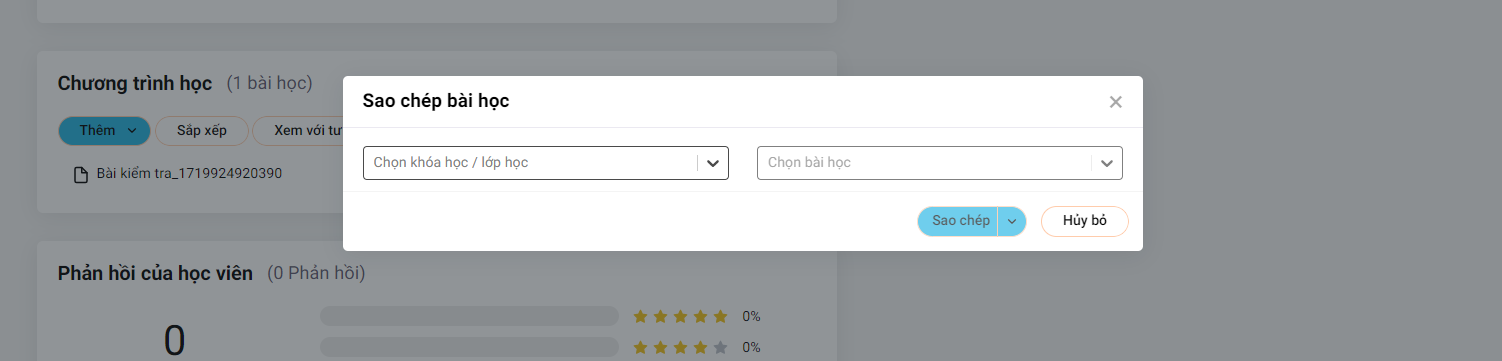 Chương trình học (1 bài học)
Thêm Sắp xếp Xem với tư
Bài kiểm tra_1719924920390
Sao chép bài học
Chọn khóa học / lớp học Chọn bài học
Sao chép Hủy bỏ
Phản hồi của học viên (0 Phản hồi)
0
0%
0%